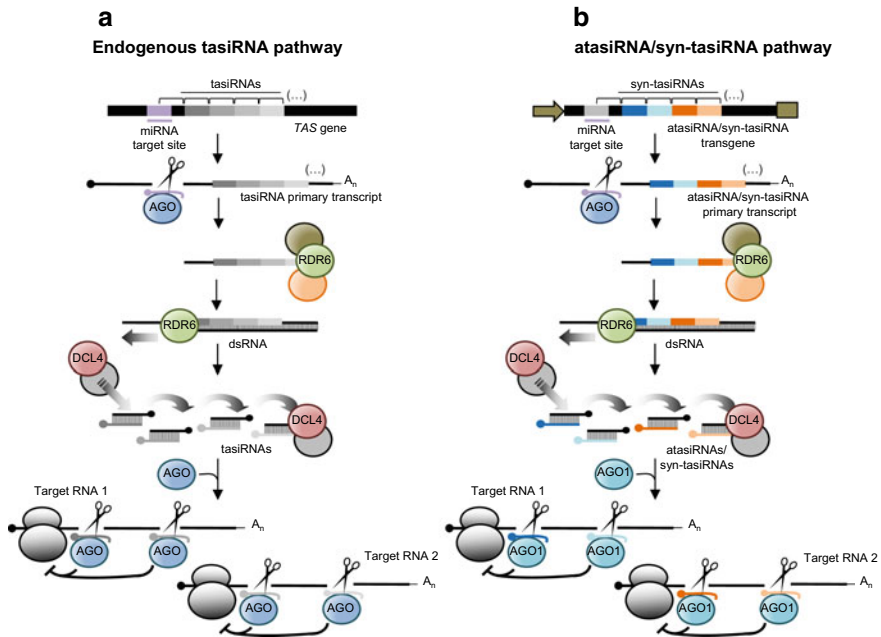 a
Endogenous tasiRNA pathway
tasiRNAs
(...)
miRNA
target site
TAS gene
(...)
An
AGO
tasiRNA primary transcript
RDR6
RDR6
dsRNA
DCL4
DCL4
tasiRNAs
AGO
Target RNA 1
An
AGO
AGO
Target RNA 2
An
AGO
AGO
b
atasiRNA/syn-tasiRNA pathway
syn-tasiRNAs
(...)
miRNA
target site
atasiRNA/syn-tasiRNA
transgene
(...)
An
AGO
atasiRNA/syn-tasiRNA
primary transcript
RDR6
RDR6
dsRNA
DCL4
DCL4
atasiRNAs/
syn-tasiRNAs
AGO1
Target RNA 1
An
AGO1
AGO1
Target RNA 2
An
AGO1
AGO1